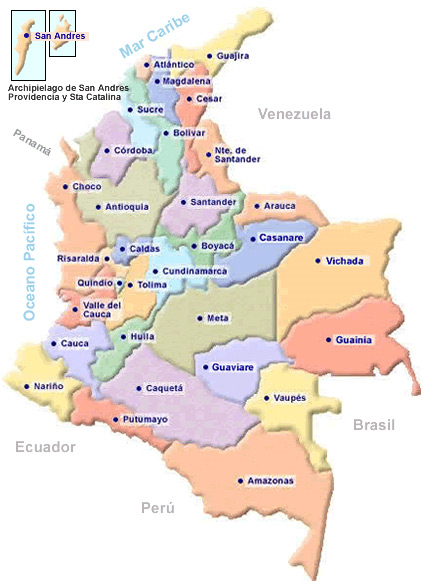 San Andres
Archipielago de San Andres
Providencia y Sta Catalina
Mar Caribe
Guajira
Atlántico
Magdalena
Cesar
Sucre
Venezuela
Bolivar
Panamá
Córdoba
Nte. de
Santander
Choco
Antioquia
Santander
Arauca
Oceano Pacífico
Caldas
Boyacá
Casanare
Risaralda
Cundinamarca
Vichada
Quindio
Tolima
Valle del
Cauca
Meta
Huila
Cauca
Guainia
Guaviare
Nariño
Caquetá
Vaupés
Putumayo
Brasil
Ecuador
Amazonas
Perú